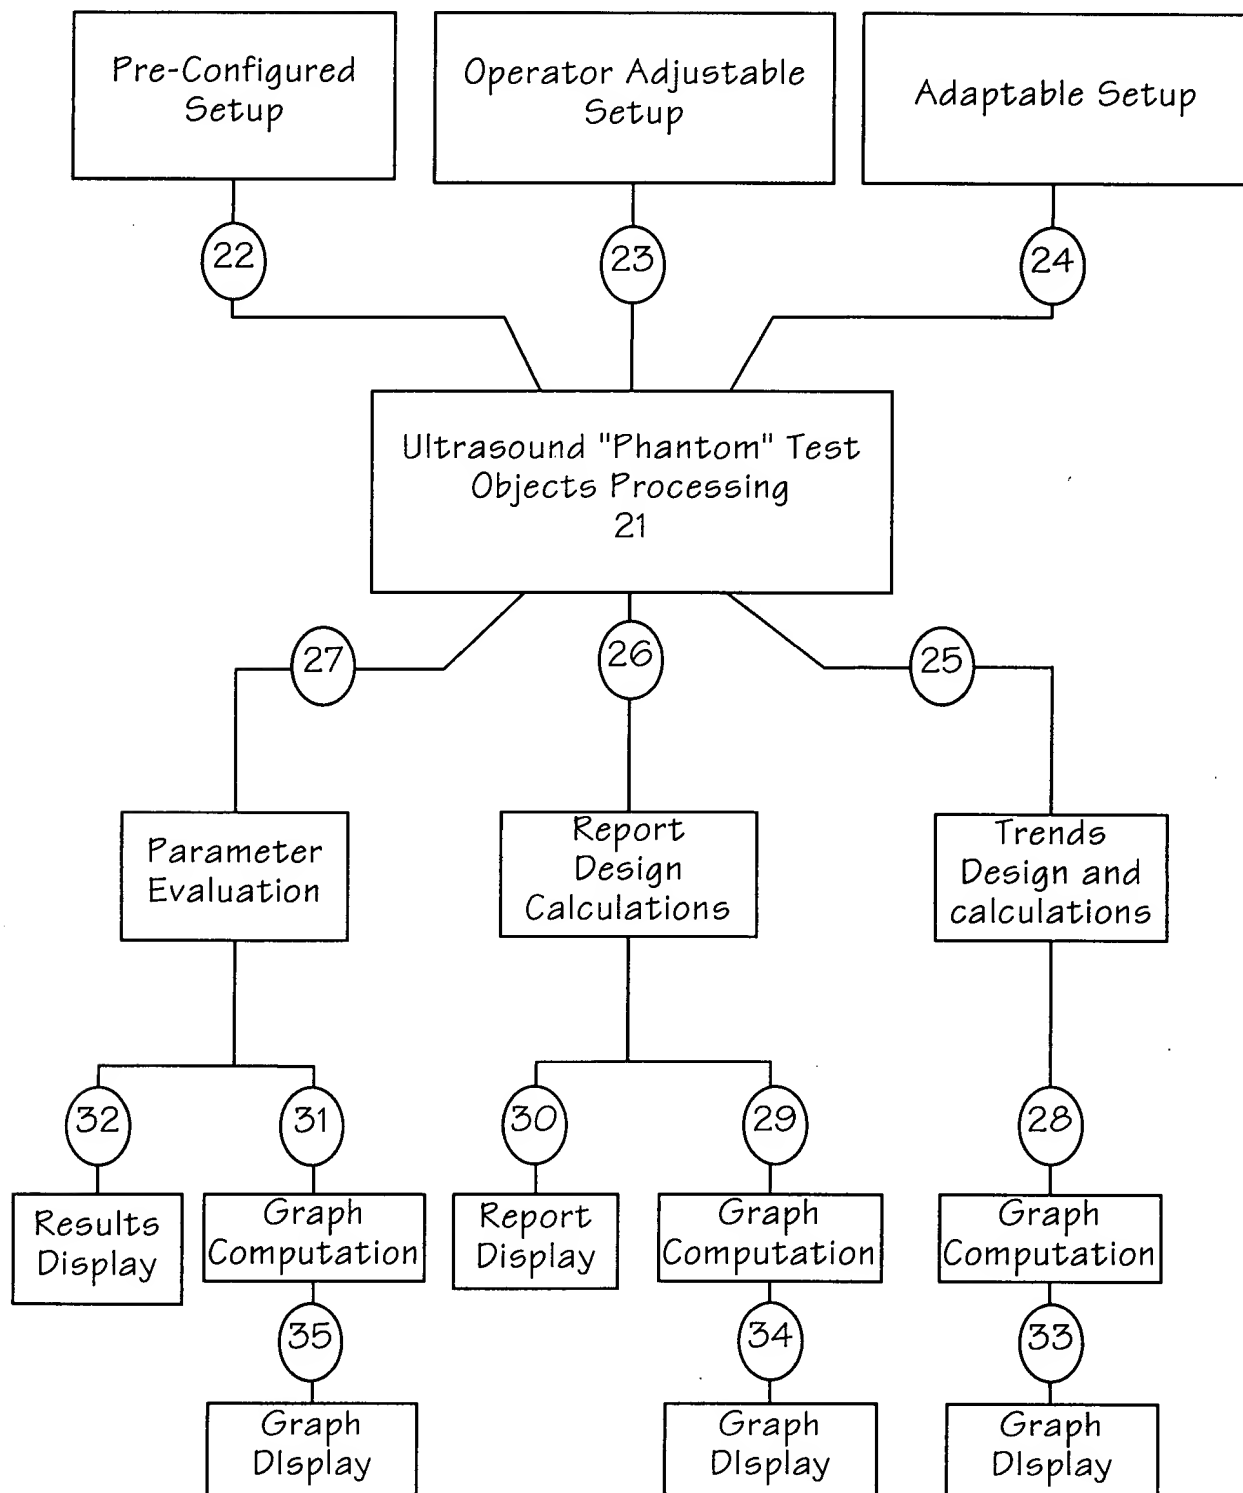 Pre-Configured
Setup
Operator Adjustable
Setup
Adaptable Setup
22
23
24
Ultrasound "Phantom" Test
Objects Processing
21
27
26
25
Parameter
Evaluation
Report
Design
Calculations
Trends
Design and
calculations
32
31
30
29
28
Results
Display
Graph
Computation
Report
Display
Graph
Computation
Graph
Computation
35
34
33
Graph
DIsplay
Graph
DIsplay
Graph
DIsplay